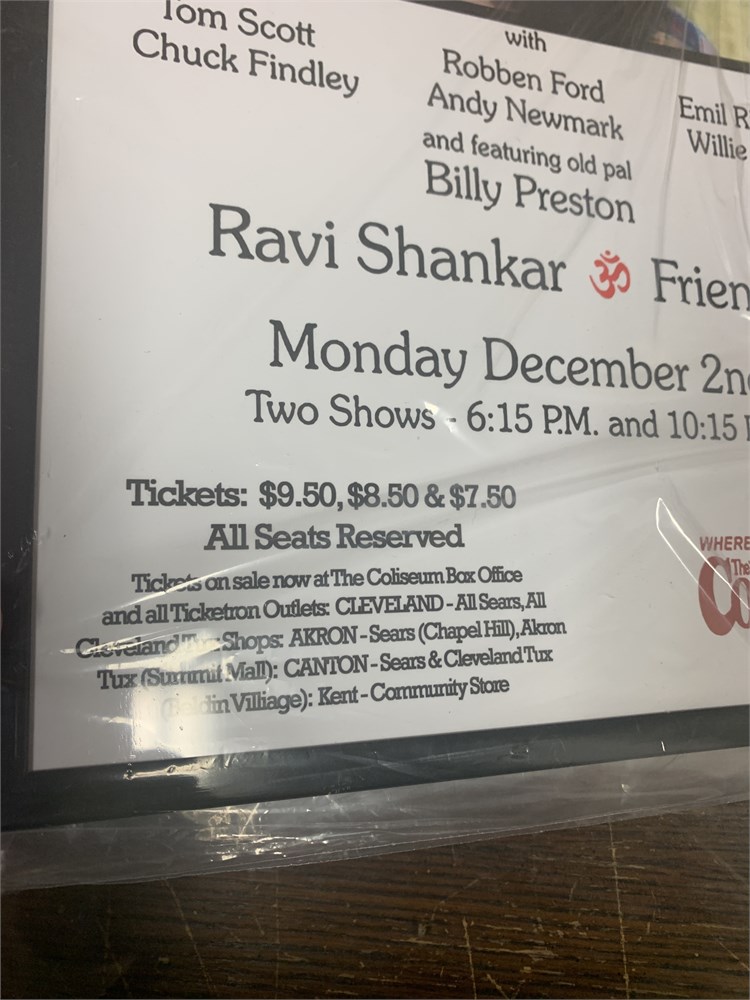 Tom Scott
Chuck Findley
with
Robben Ford
Andy Newmark
and featuring old pal
Billy Preston
Emil R
Willie
Ravi Shankar ॐ Frien
Monday December 2n
Two Shows - 6:15 P.M. and 10:15
Tickets: $9.50, $8.50 & $7.50
All Seats Reserved
Tickets on sale now at The Coliseum Box Office
and all Ticketron Outlets: CLEVELAND - All Sears, All
Cleveland Tux Shops: AKRON - Sears (Chapel Hill), Akron
Tux (Summit Mall): CANTON - Sears & Cleveland Tux
Villiage): Kent - Community Store
WHERE
The
Co